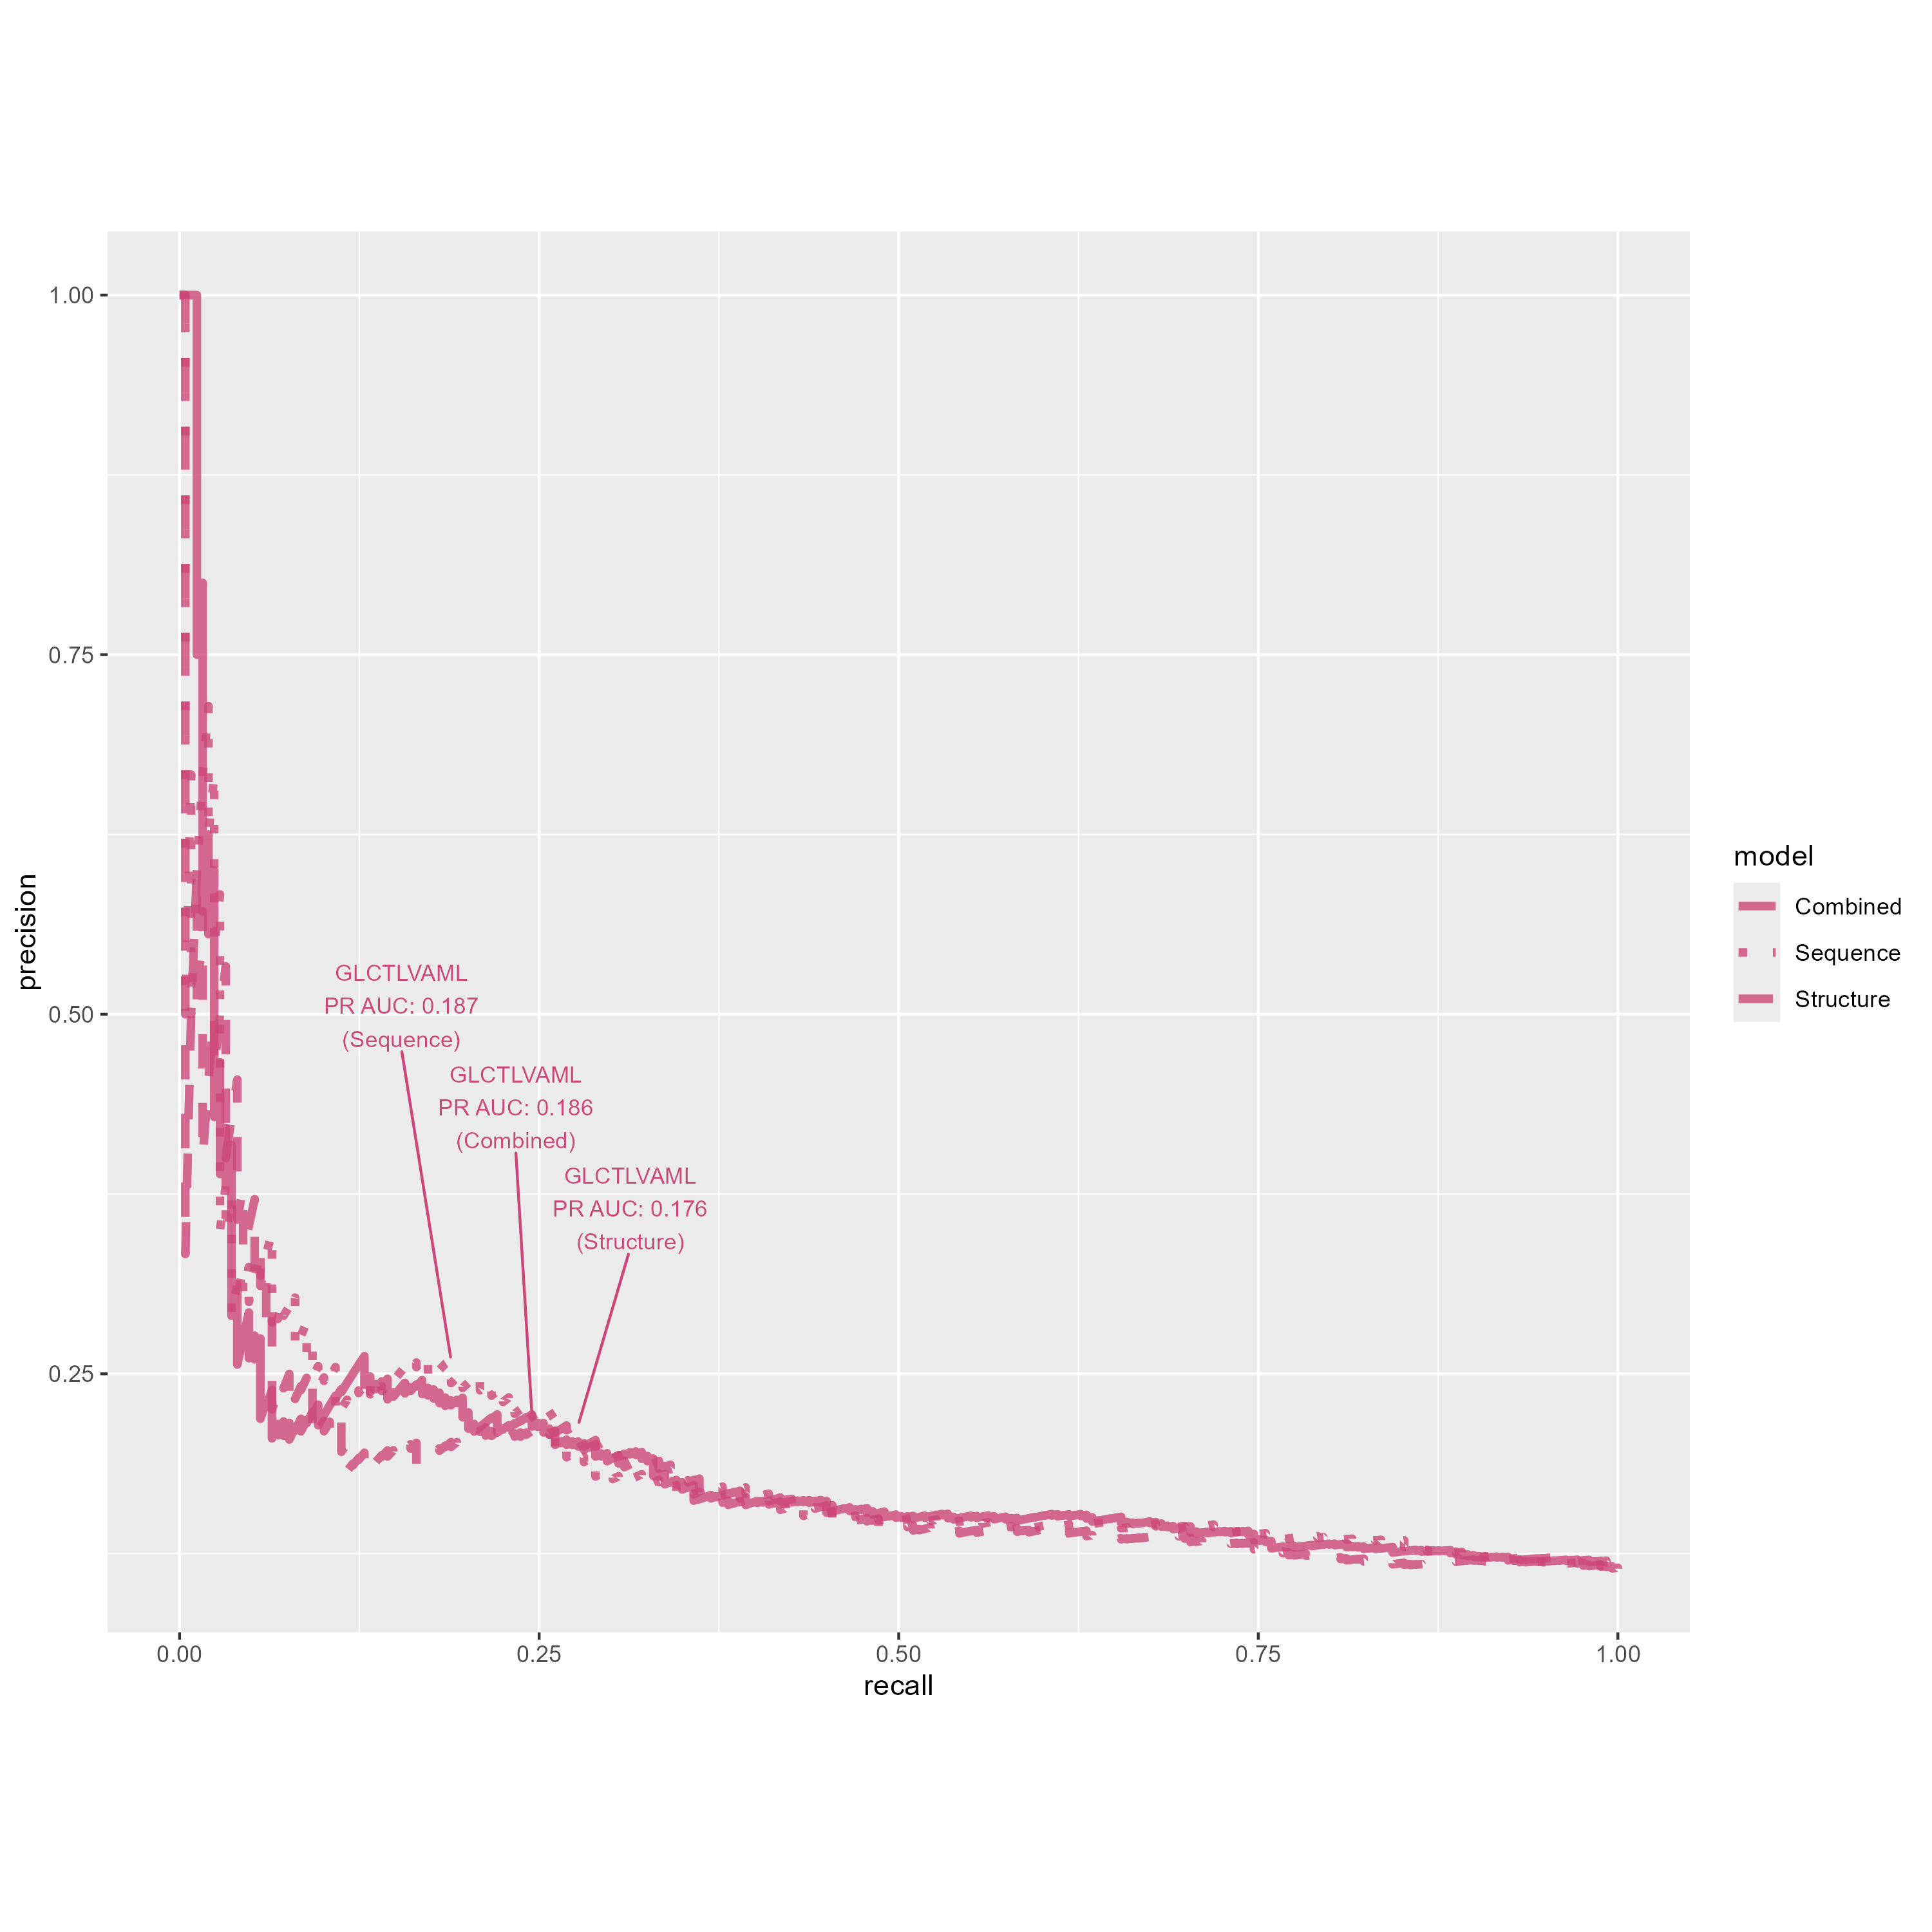 1.00
0.75
0.50
0.25
precision
GLCTLVAML
PR AUC: 0.187
(Sequence)
GLCTLVAML
PR AUC: 0.186
(Combined)
GLCTLVAML
PR AUC: 0.176
(Structure)
0.00
0.25
0.50
0.75
1.00
recall
model
Combined
Sequence
Structure